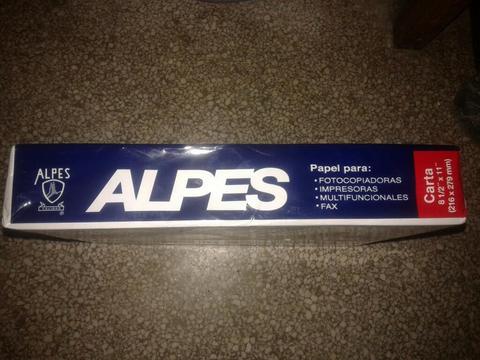 ALPES
ALPES
Papel para:
•FOTOCOPIADORAS
•IMPRESORAS
•MULTIFUNCIONALES
•FAX
Carta
8 1/2" x 11"
(216 x 279 mm)